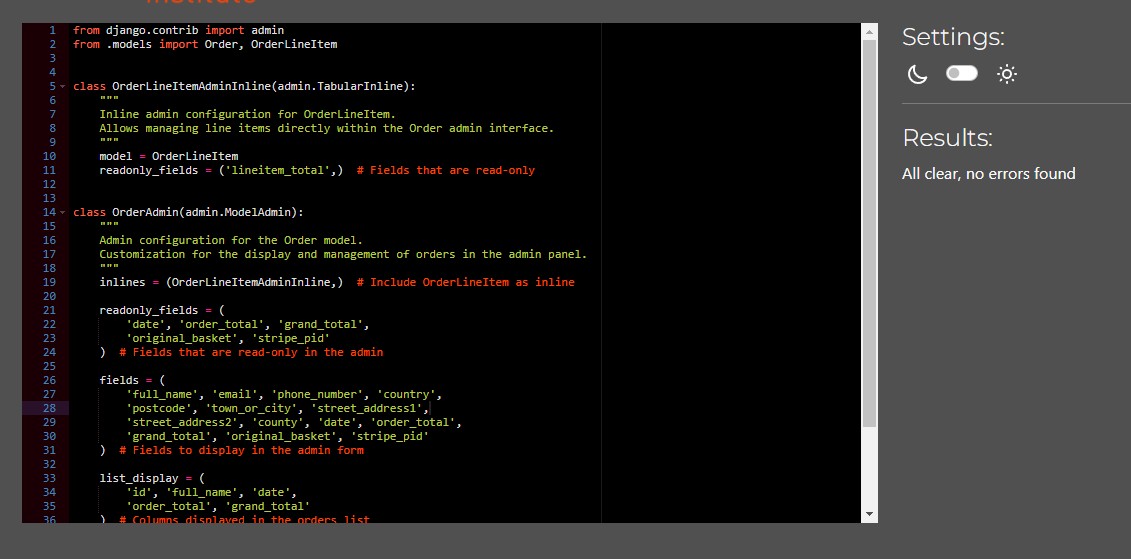 1 from django.contrib import admin
2 from .models import Order, OrderLineItem
3
4
5 class OrderLineItemAdminInline(admin.TabularInline):
6     """
7     Inline admin configuration for OrderLineItem.
8     Allows managing line items directly within the Order admin interface.
9     """
10     model = OrderLineItem
11     readonly_fields = ('lineitem_total',)  # Fields that are read-only
12
13
14 class OrderAdmin(admin.ModelAdmin):
15     """
16     Admin configuration for the Order model.
17     Customization for the display and management of orders in the admin panel.
18     """
19     inlines = (OrderLineItemAdminInline,)  # Include OrderLineItem as inline
20
21     readonly_fields = (
22         'date', 'order_total', 'grand_total',
23         'original_basket', 'stripe_pid'
24     )  # Fields that are read-only in the admin
25
26     fields = (
27         'full_name', 'email', 'phone_number', 'country',
28         'postcode', 'town_or_city', 'street_address1',
29         'street_address2', 'county', 'date', 'order_total',
30         'grand_total', 'original_basket', 'stripe_pid'
31     )  # Fields to display in the admin form
32
33     list_display = (
34         'id', 'full_name', 'date',
35         'order_total', 'grand_total'
36     )  # Columns displayed in the orders list
Settings:
Results:
All clear, no errors found